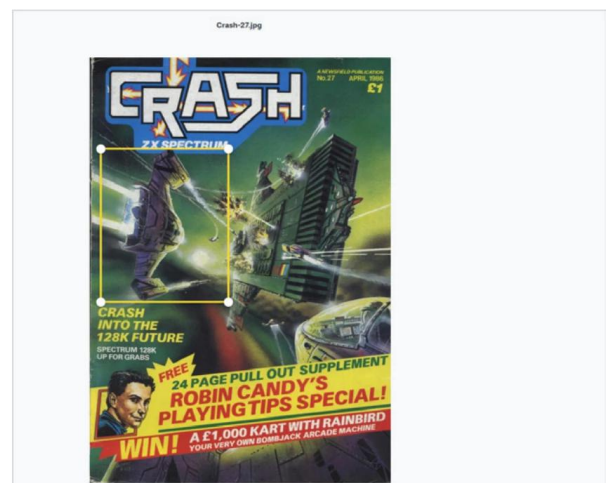 Crash-27.jpg
A NEWSFIELD PUBLICATION
No.27 APRIL 1986
£1
CRASH
ZX SPECTRUM
CRASH
INTO THE
128K FUTURE
SPECTRUM 128K
UP FOR GRABS
FREE
24 PAGE PULL OUT SUPPLEMENT
ROBIN CANDY'S
PLAYING TIPS SPECIAL!
WIN!
A £1,000 KART WITH RAINBIRD
YOUR VERY OWN BOMBJACK ARCADE MACHINE